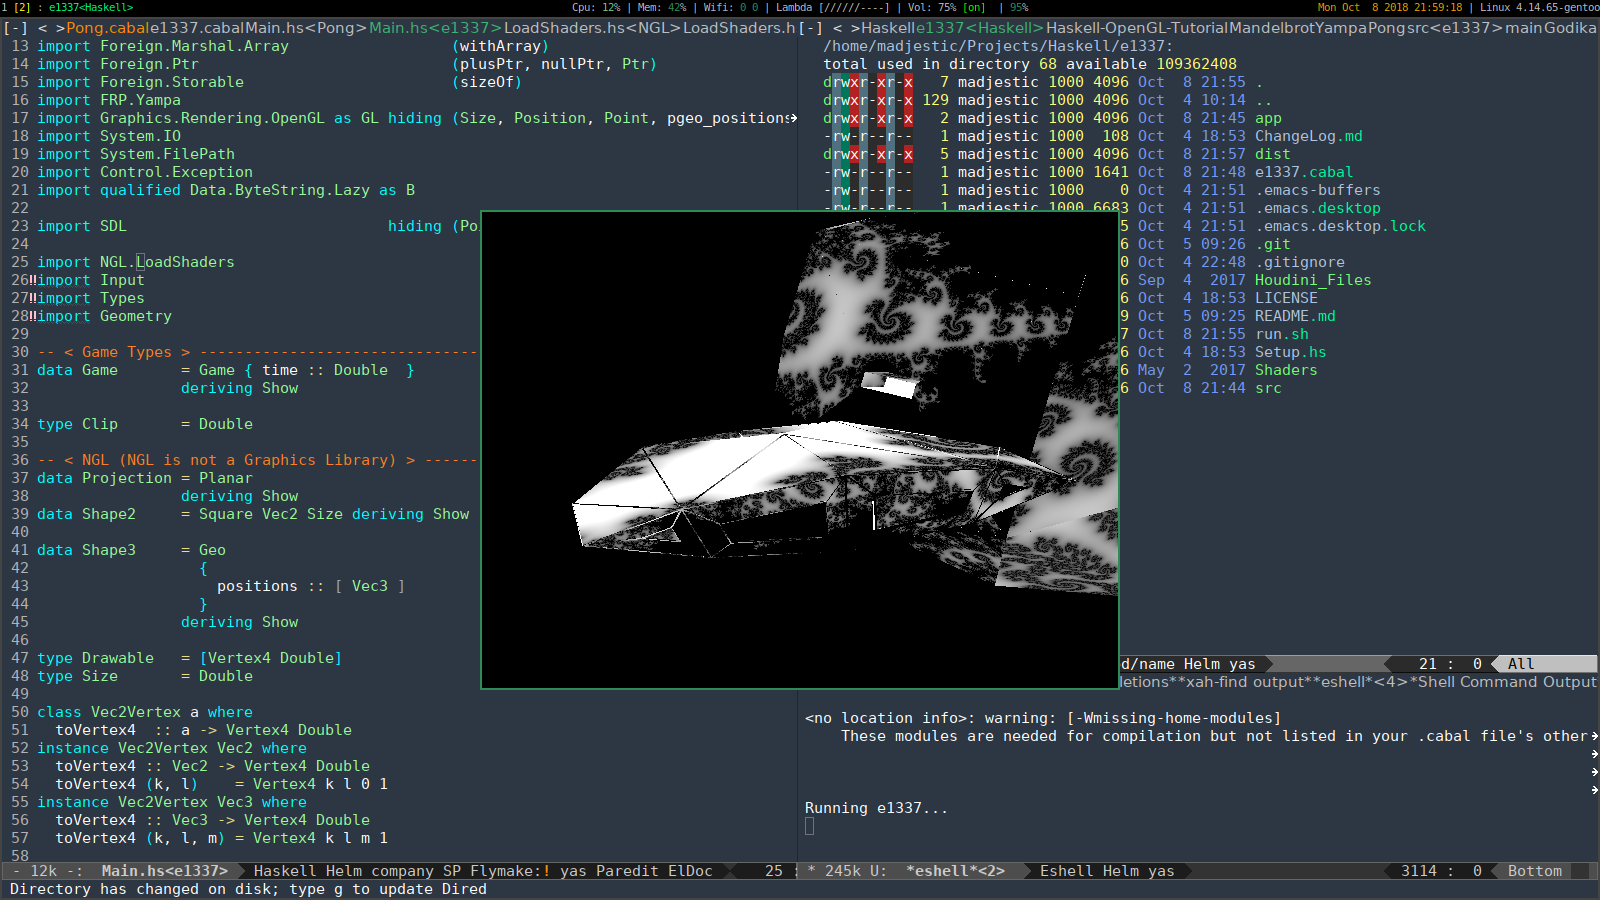 1 [2] : e1337<Haskell>
Cpu: 12% | Mem: 42% | Wifi: 0 0 | Lambda [//////----] | Vol: 75% [on]  | 95%
Mon Oct  8 2018 21:59:18 | Linux 4.14.65-gentoo
[-] < >Pong.cabale1337.cabalMain.hs<Pong>Main.hs<e1337>LoadShaders.hs<NGL>LoadShaders.h
13 import Foreign.Marshal.Array (withArray)
14 import Foreign.Ptr (plusPtr, nullPtr, Ptr)
15 import Foreign.Storable (sizeOf)
16 import FRP.Yampa
17 import Graphics.Rendering.OpenGL as GL hiding (Size, Position, Point, pgeo_positions
18 import System.IO
19 import System.FilePath
20 import Control.Exception
21 import qualified Data.ByteString.Lazy as B
22
23 import SDL hiding (Po
24
25 import NGL.LoadShaders
26!!import Input
27!!import Types
28!!import Geometry
29
30 -- < Game Types > -------------------------------
31 data Game       = Game { time :: Double  }
32                 deriving Show
33
34 type Clip       = Double
35
36 -- < NGL (NGL is not a Graphics Library) > ------
37 data Projection = Planar
38                 deriving Show
39 data Shape2     = Square Vec2 Size deriving Show
40
41 data Shape3     = Geo
42                   {
43                     positions :: [ Vec3 ]
44                   }
45                 deriving Show
46
47 type Drawable   = [Vertex4 Double]
48 type Size       = Double
49
50 class Vec2Vertex a where
51   toVertex4  :: a -> Vertex4 Double
52 instance Vec2Vertex Vec2 where
53   toVertex4 :: Vec2 -> Vertex4 Double
54   toVertex4 (k, l)    = Vertex4 k l 0 1
55 instance Vec2Vertex Vec3 where
56   toVertex4 :: Vec3 -> Vertex4 Double
57   toVertex4 (k, l, m) = Vertex4 k l m 1
58
- 12k -:  Main.hs<e1337>  Haskell Helm company SP Flymake:! yas Paredit ElDoc  25 :
[-] < >Haskelle1337<Haskell>Haskell-OpenGL-TutorialMandelbrotYampaPongsrc<e1337>mainGodika
/home/madjestic/Projects/Haskell/e1337:
total used in directory 68 available 109362408
drwxr-xr-x   7 madjestic 1000 4096 Oct  8 21:55 .
drwxr-xr-x 129 madjestic 1000 4096 Oct  4 10:14 ..
drwxr-xr-x   2 madjestic 1000 4096 Oct  8 21:45 app
-rw-r--r--   1 madjestic 1000  108 Oct  4 18:53 ChangeLog.md
drwxr-xr-x   5 madjestic 1000 4096 Oct  8 21:57 dist
-rw-r--r--   1 madjestic 1000 1641 Oct  8 21:48 e1337.cabal
-rw-r--r--   1 madjestic 1000    0 Oct  4 21:51 .emacs-buffers
-rw-r--r--   1 madjestic 1000 6683 Oct  4 21:51 .emacs.desktop
5 Oct  4 21:51 .emacs.desktop.lock
6 Oct  5 09:26 .git
0 Oct  4 22:48 .gitignore
6 Sep  4  2017 Houdini_Files
6 Oct  4 18:53 LICENSE
9 Oct  5 09:25 README.md
7 Oct  8 21:55 run.sh
6 Oct  4 18:53 Setup.hs
6 May  2  2017 Shaders
6 Oct  8 21:44 src
d/name Helm yas  21 :  0  All
letions**xah-find output**eshell*<4>*Shell Command Output
<no location info>: warning: [-Wmissing-home-modules]
    These modules are needed for compilation but not listed in your .cabal file's other-
Running e1337...
* 245k U:  *eshell*<2>  Eshell Helm yas  3114 :  0  Bottom
Directory has changed on disk; type g to update Dired